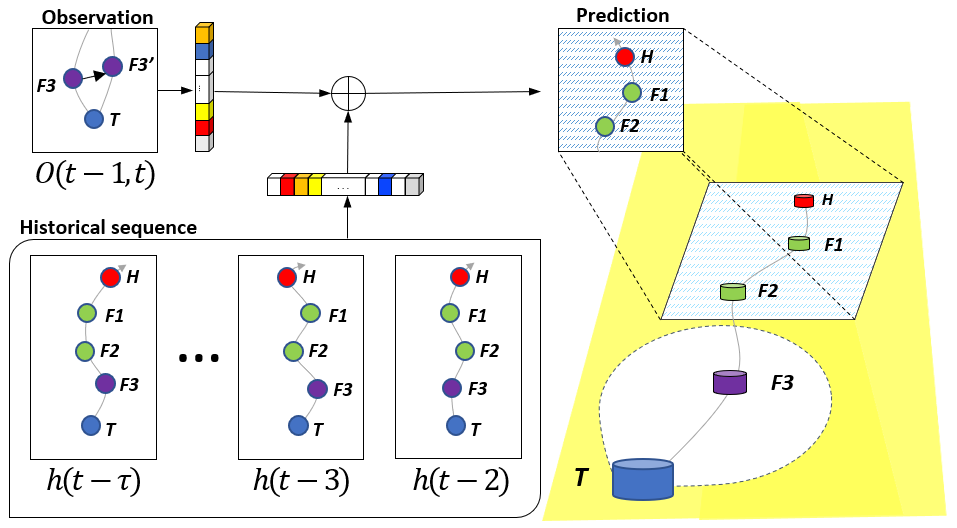 Observation
F3
F3'
T
O(t − 1, t)
...
...
Prediction
H
F1
F2
Historical sequence
H
F1
F2
F3
T
h(t − τ)
...
H
F1
F2
F3
T
h(t − 3)
H
F1
F2
F3
T
h(t − 2)
H
F1
F2
F3
T